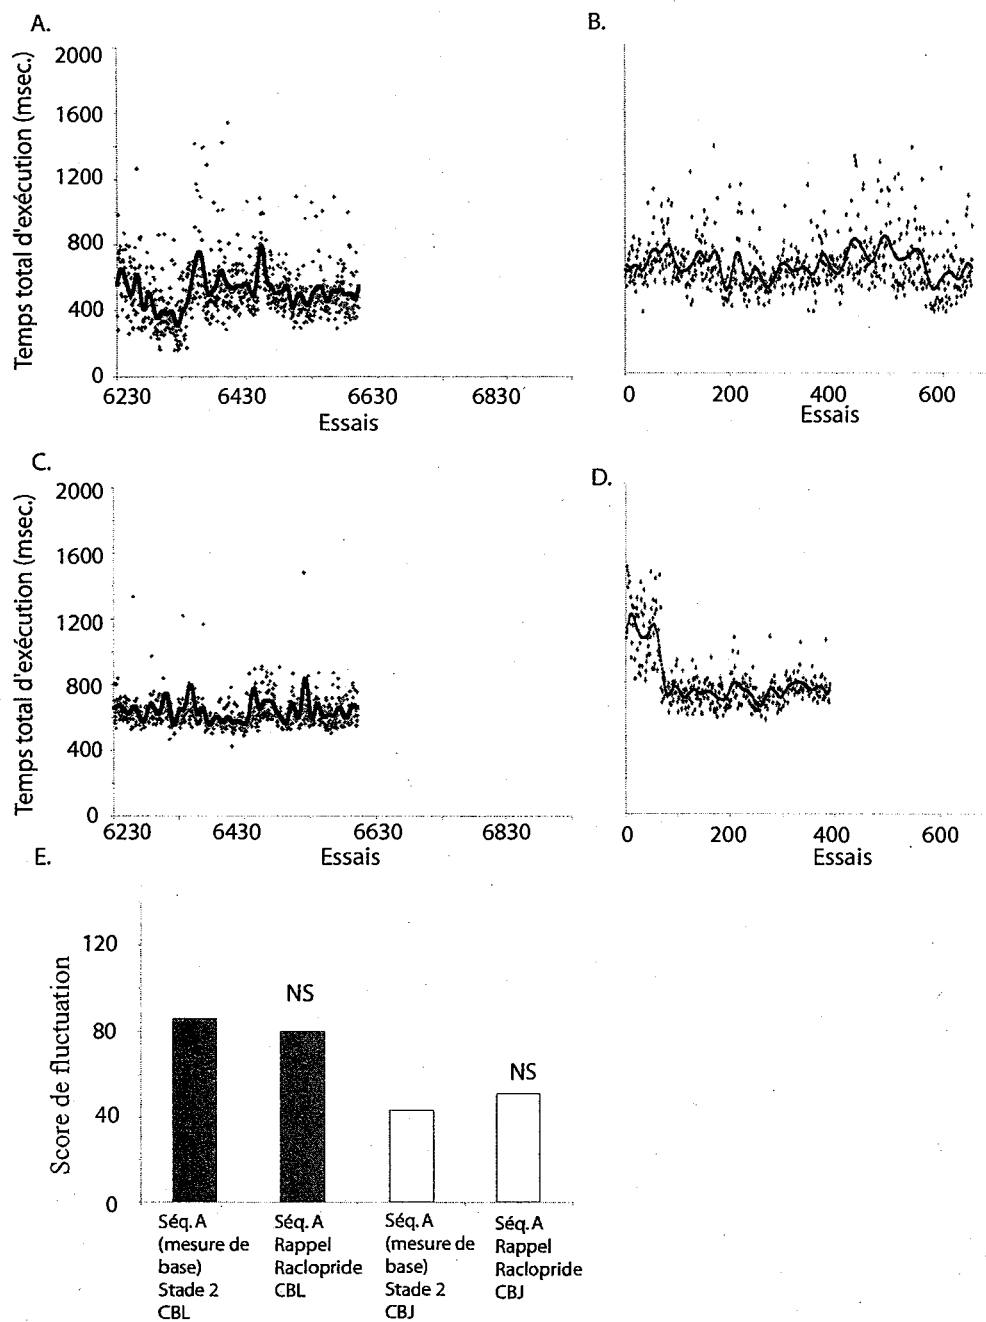 A.
Temps total d'exécution (msec.)
2000
1600
1200
800
400
0
6230 6430 6630 6830
Essais
B.
0 200 400 600
Essais
C.
Temps total d'exécution (msec.)
2000
1600
1200
800
400
0
6230 6430 6630 6830
Essais
D.
0 200 400 600
Essais
E.
Score de fluctuation
120
80
40
0
NS
NS
Séq. A
(mesure de
base)
Stade 2
CBL
Séq. A
Rappel
Raclopride
CBL
Séq. A
(mesure de
base)
Stade 2
CBJ
Séq. A
Rappel
Raclopride
CBJ